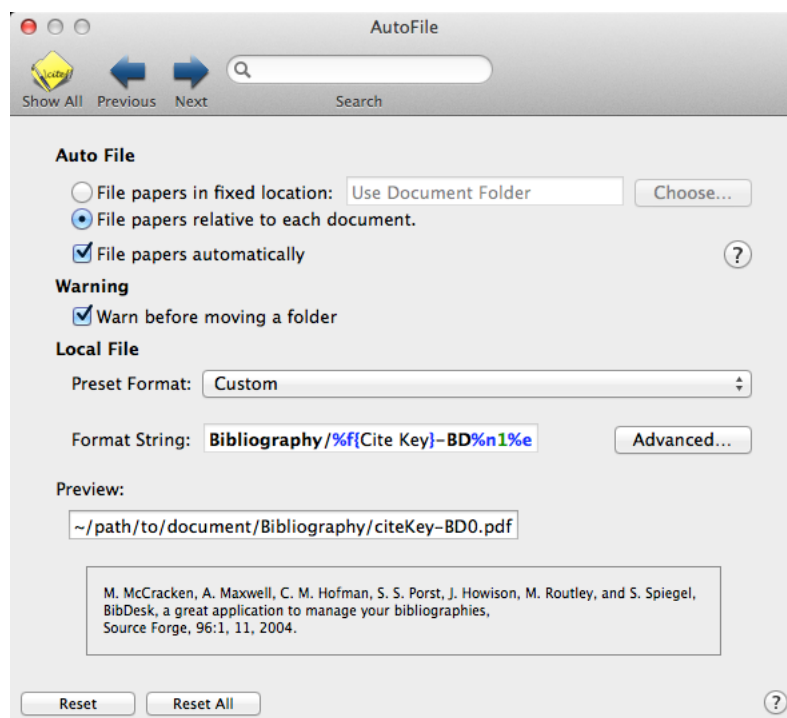 AutoFile
\cite{}
Show All Previous Next Search
Auto File
File papers in fixed location: Use Document Folder Choose...
File papers relative to each document.
File papers automatically ?
Warning
Warn before moving a folder
Local File
Preset Format: Custom
Format String: Bibliography/%f{Cite Key}-BD%n1%e Advanced...
Preview:
~/path/to/document/Bibliography/citeKey-BD0.pdf
M. McCracken, A. Maxwell, C. M. Hofman, S. S. Porst, J. Howison, M. Routley, and S. Spiegel,
BibDesk, a great application to manage your bibliographies,
Source Forge, 96:1, 11, 2004.
Reset Reset All ?